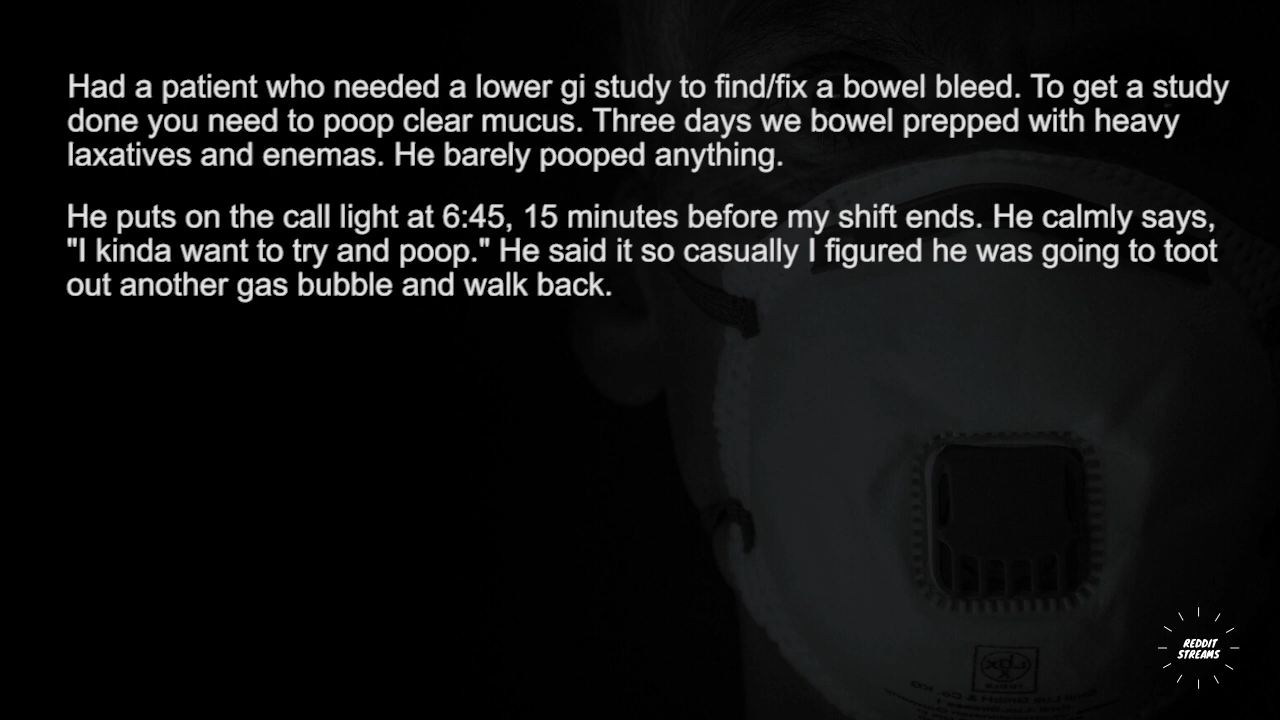 Had a patient who needed a lower gi study to find/fix a bowel bleed. To get a study
done you need to poop clear mucus. Three days we bowel prepped with heavy
laxatives and enemas. He barely pooped anything.
He puts on the call light at 6:45, 15 minutes before my shift ends. He calmly says,
"I kinda want to try and poop." He said it so casually I figured he was going to toot
out another gas bubble and walk back.
REDDIT
STREAMS